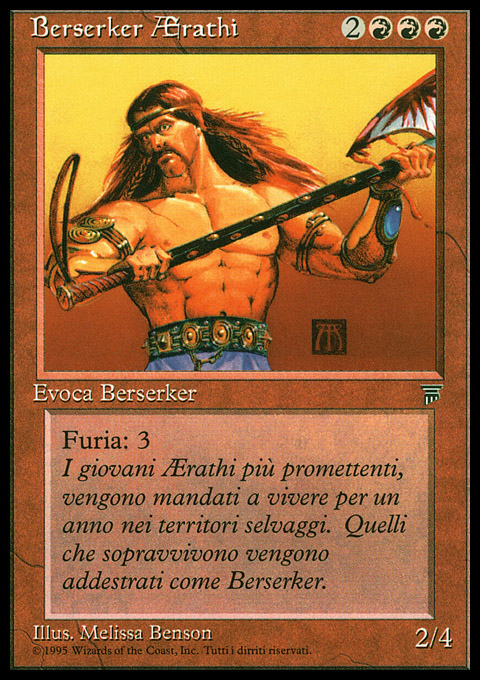 Berserker Ærathi 2
Evoca Berserker
Furia: 3
I giovani Ærathi più promettenti,
vengono mandati a vivere per un
anno nei territori selvaggi. Quelli
che sopravvivono vengono
addestrati come Berserker.
Illus. Melissa Benson
©1995 Wizards of the Coast, Inc. Tutti i dirriti riservati.
2/4